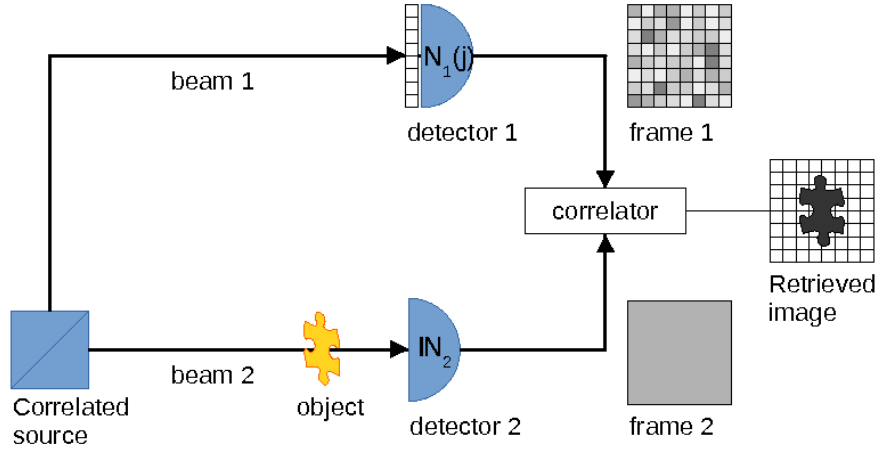 N₁(j)
beam 1
detector 1
frame 1
correlator
Retrieved
image
IN₂
beam 2
object
detector 2
frame 2
Correlated
source